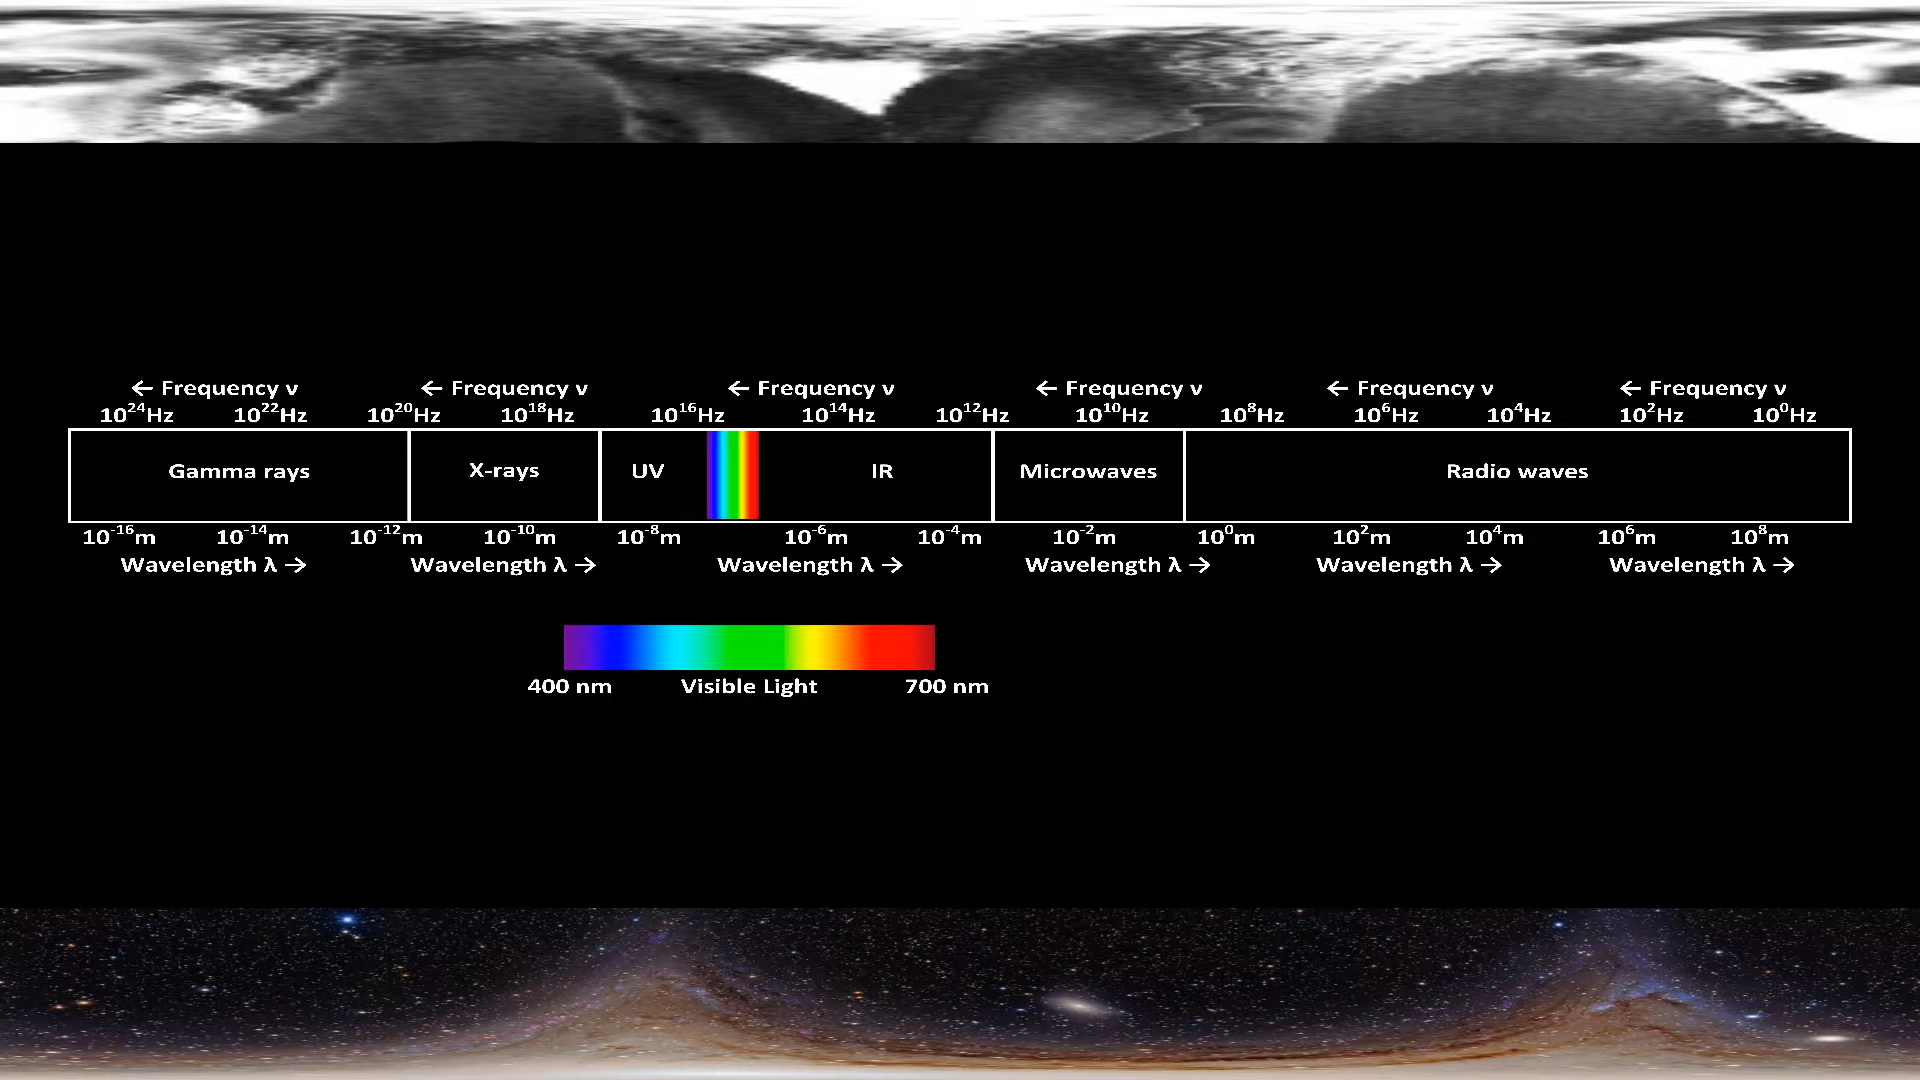 ← Frequency ν ← Frequency ν ← Frequency ν ← Frequency ν ← Frequency ν ← Frequency ν
10²⁴Hz 10²²Hz 10²⁰Hz 10¹⁸Hz 10¹⁶Hz 10¹⁴Hz 10¹²Hz 10¹⁰Hz 10⁸Hz 10⁶Hz 10⁴Hz 10²Hz 10⁰Hz
Gamma rays X-rays UV IR Microwaves Radio waves
10⁻¹⁶m 10⁻¹⁴m 10⁻¹²m 10⁻¹⁰m 10⁻⁸m 10⁻⁶m 10⁻⁴m 10⁻²m 10⁰m 10²m 10⁴m 10⁶m 10⁸m
Wavelength λ → Wavelength λ → Wavelength λ → Wavelength λ → Wavelength λ → Wavelength λ →
400 nm Visible Light 700 nm